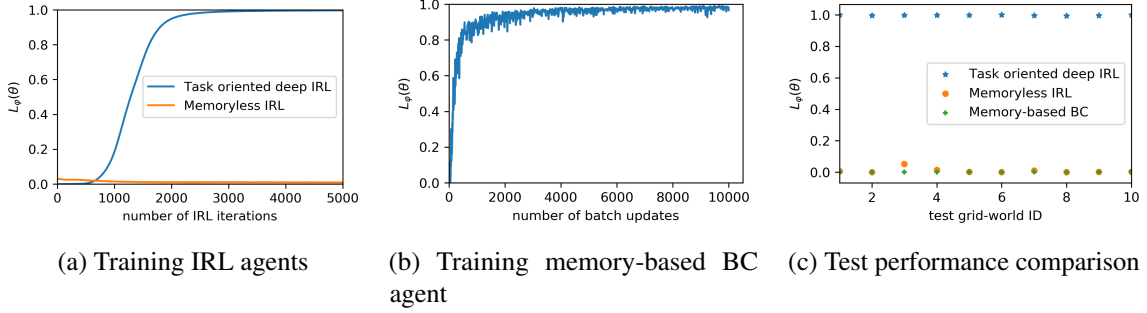 1.0
0.8
0.6
0.4
0.2
0.0
L_φ(θ)
Task oriented deep IRL
Memoryless IRL
0 1000 2000 3000 4000 5000
number of IRL iterations
(a) Training IRL agents
1.0
0.8
0.6
0.4
0.2
0.0
L_φ(θ)
0 2000 4000 6000 8000 10000
number of batch updates
(b) Training memory-based BC
agent
1.0
0.8
0.6
0.4
0.2
0.0
L_φ(θ)
Task oriented deep IRL
Memoryless IRL
Memory-based BC
2 4 6 8 10
test grid-world ID
(c) Test performance comparison